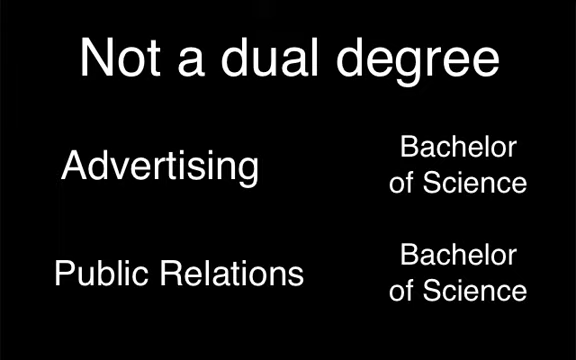 Not a dual degree
Advertising
Bachelor
of Science
Public Relations
Bachelor
of Science